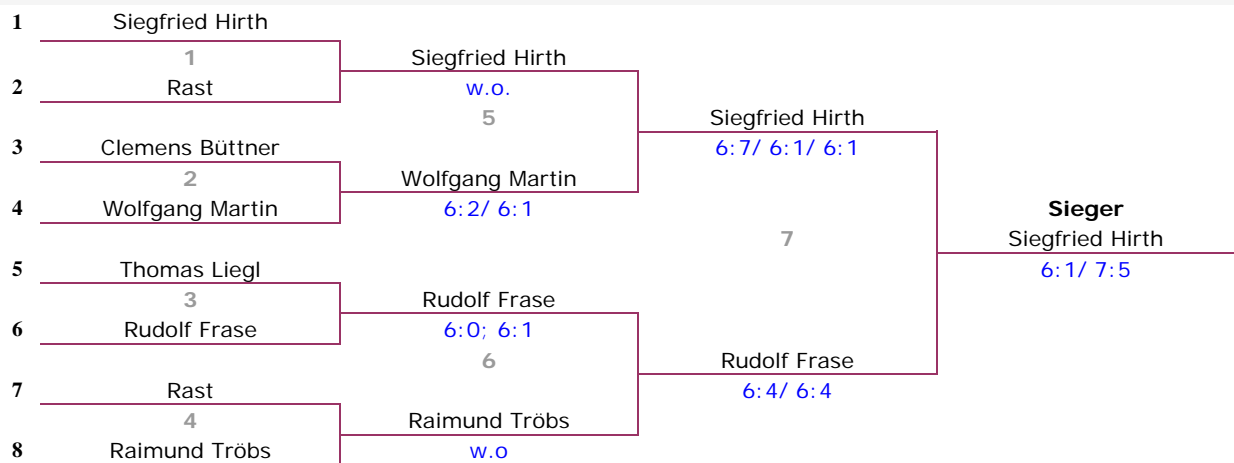 1 Siegfried Hirth
1 Siegfried Hirth
2 Rast w.o.
5 Siegfried Hirth
3 Clemens Büttner 6:7/ 6:1/ 6:1
2 Wolfgang Martin
4 Wolfgang Martin 6:2/ 6:1 Sieger
7 Siegfried Hirth
5 Thomas Liegl 6:1/ 7:5
3 Rudolf Frase
6 Rudolf Frase 6:0; 6:1
6 Rudolf Frase
7 Rast 6:4/ 6:4
4 Raimund Tröbs
8 Raimund Tröbs w.o